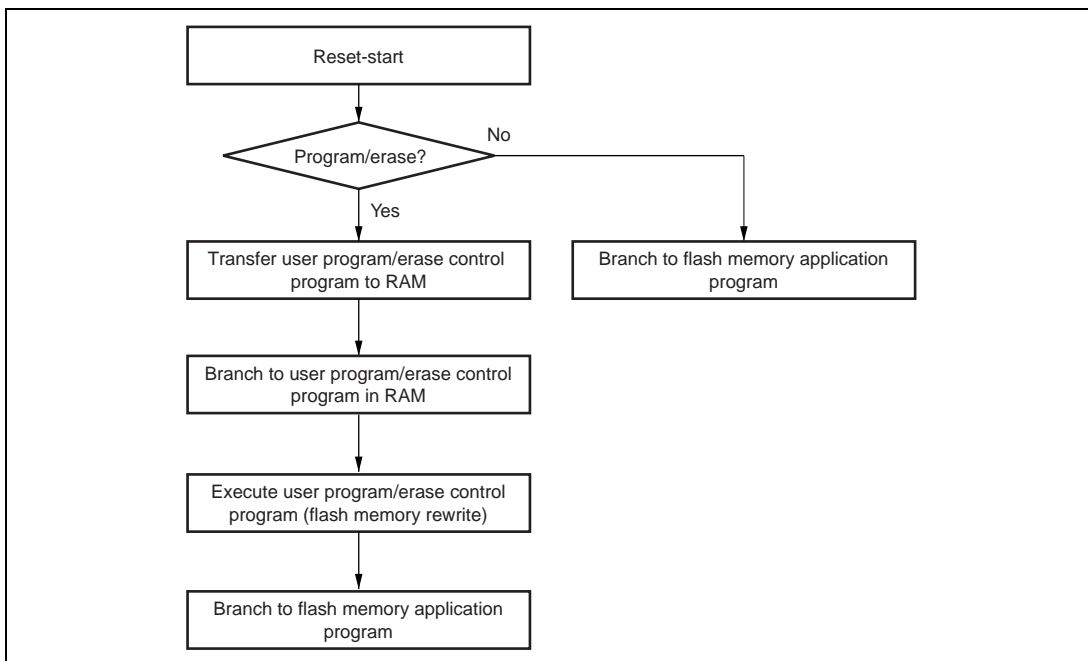 Reset-start
No
Program/erase?
Yes
Transfer user program/erase control
program to RAM
Branch to flash memory application
program
Branch to user program/erase control
program in RAM
Execute user program/erase control
program (flash memory rewrite)
Branch to flash memory application
program